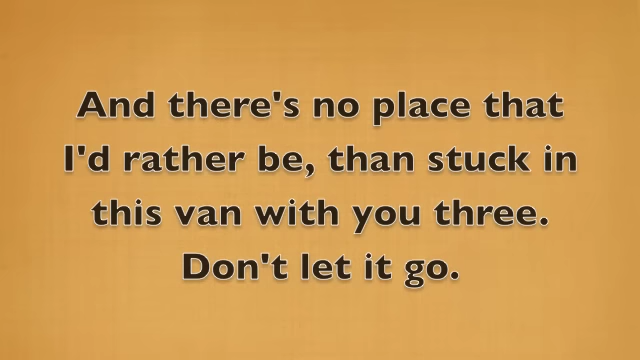 And there's no place that
I'd rather be, than stuck in
this van with you three.
Don't let it go.